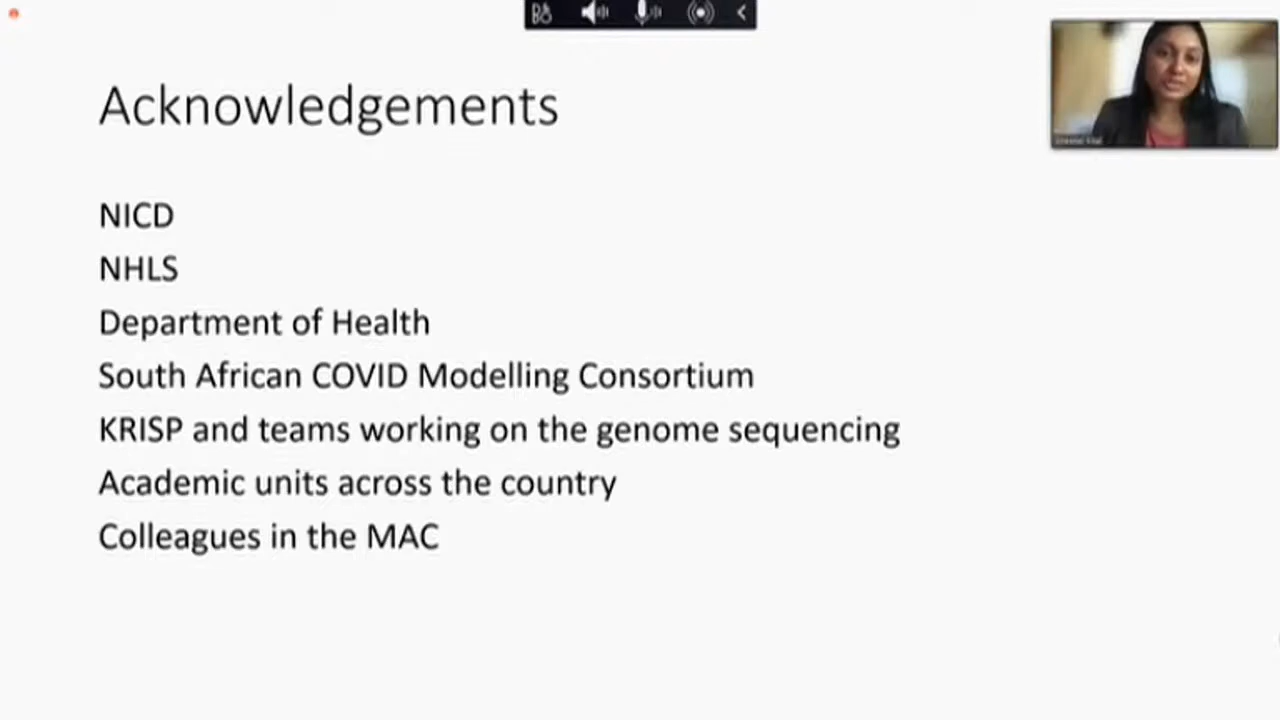 Acknowledgements
NICD
NHLS
Department of Health
South African COVID Modelling Consortium
KRISP and teams working on the genome sequencing
Academic units across the country
Colleagues in the MAC